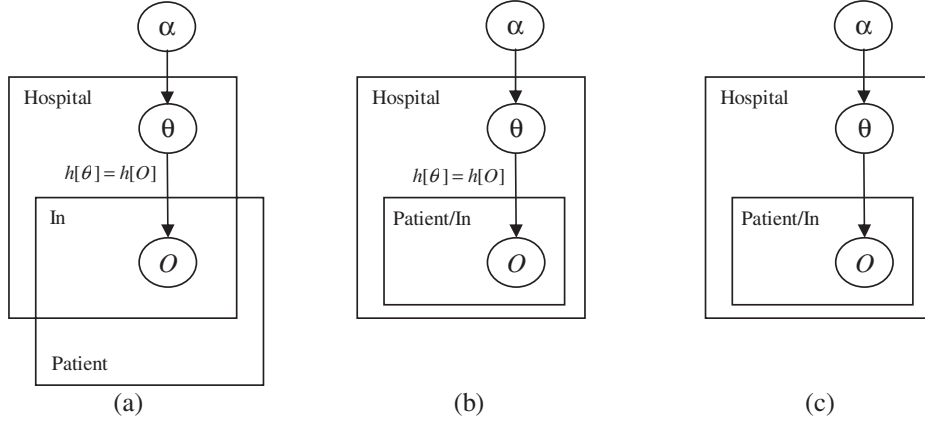 α
Hospital
θ
h[θ] = h[O]
In
O
Patient
(a)
α
Hospital
θ
h[θ] = h[O]
Patient/In
O
(b)
α
Hospital
θ
Patient/In
O
(c)